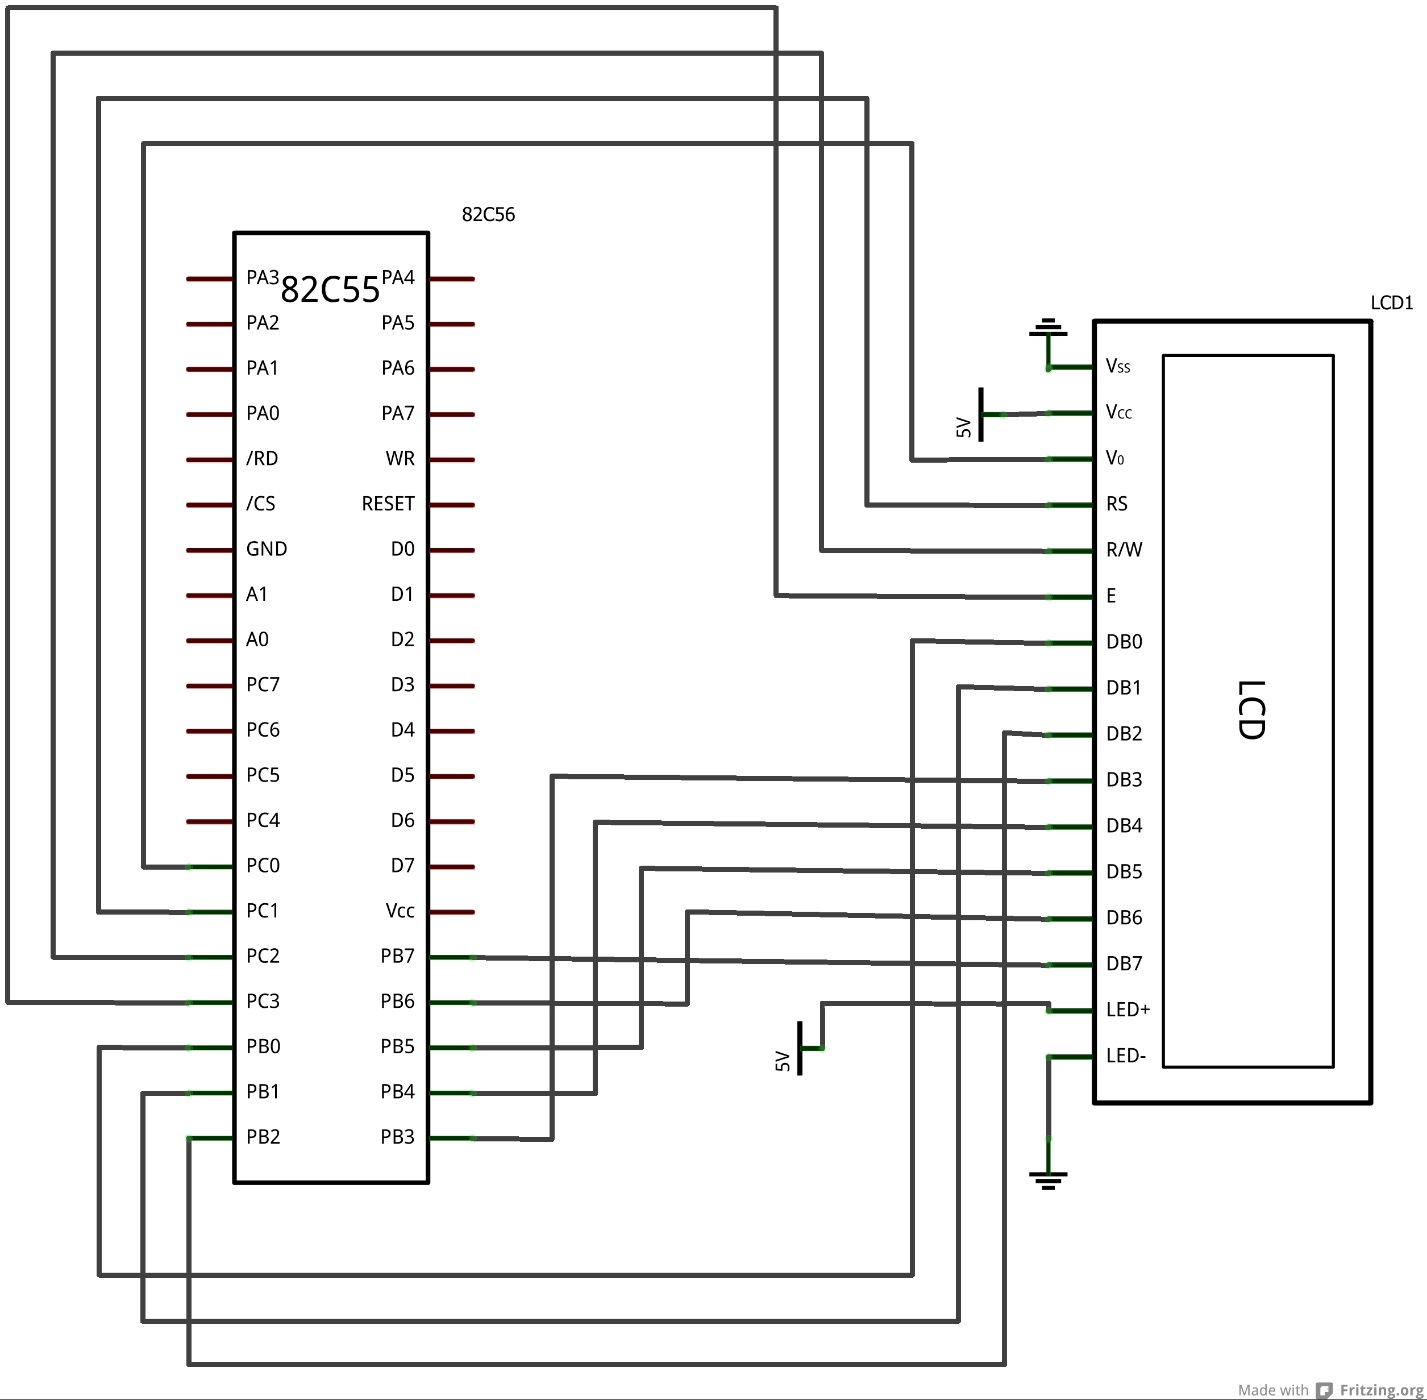 82C56
82C55
PA3 PA4
PA2 PA5
PA1 PA6
PA0 PA7
/RD WR
/CS RESET
GND D0
A1 D1
A0 D2
PC7 D3
PC6 D4
PC5 D5
PC4 D6
PC0 D7
PC1 Vcc
PC2 PB7
PC3 PB6
PB0 PB5
PB1 PB4
PB2 PB3
LCD1
Vss
Vcc
5V
V0
RS
R/W
E
DB0
DB1
DB2
DB3
DB4
DB5
DB6
DB7
LED+
LED-
LCD
5V
Made with Fritzing.org